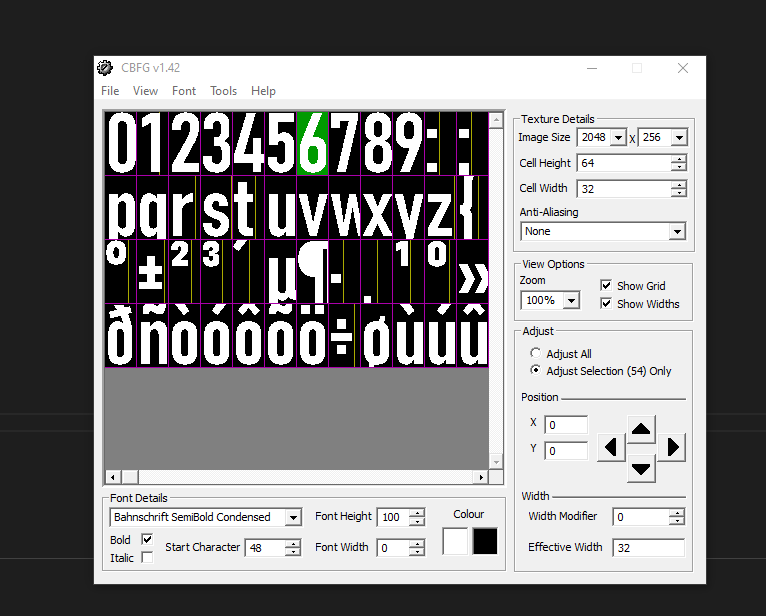 CBFG v1.42
File View Font Tools Help
0123456789:;
pqrstuvwxyz{
º±²³´µ¶·¸¹º»
ðñòóôõö÷øùúû
Texture Details
Image Size 2048 x 256
Cell Height 64
Cell Width 32
Anti-Aliasing
None
View Options
Zoom
100% Show Grid
Show Widths
Adjust
Adjust All
Adjust Selection (54) Only
Position
X 0
Y 0
Width
Width Modifier 0
Effective Width 32
Font Details
Bahnschrift SemiBold Condensed Font Height 100 Colour
Bold Start Character 48 Font Width 0
Italic